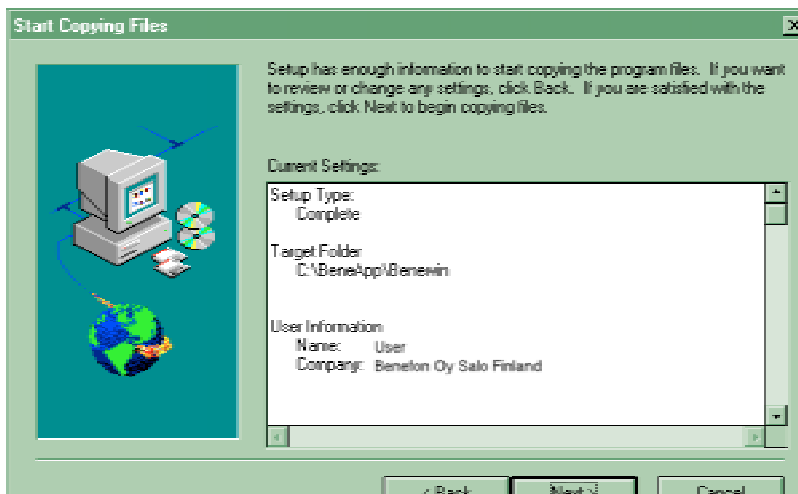 Start Copying Files
Setup has enough information to start copying the program files. If you want
to review or change any settings, click Back. If you are satisfied with the
settings, click Next to begin copying files.
Current Settings:
Setup Type:
Complete
Target Folder
C:\BeneApp\Benewin
User Information
Name: User
Company: Benefon Oy Salo Finland
< Back Next > Cancel